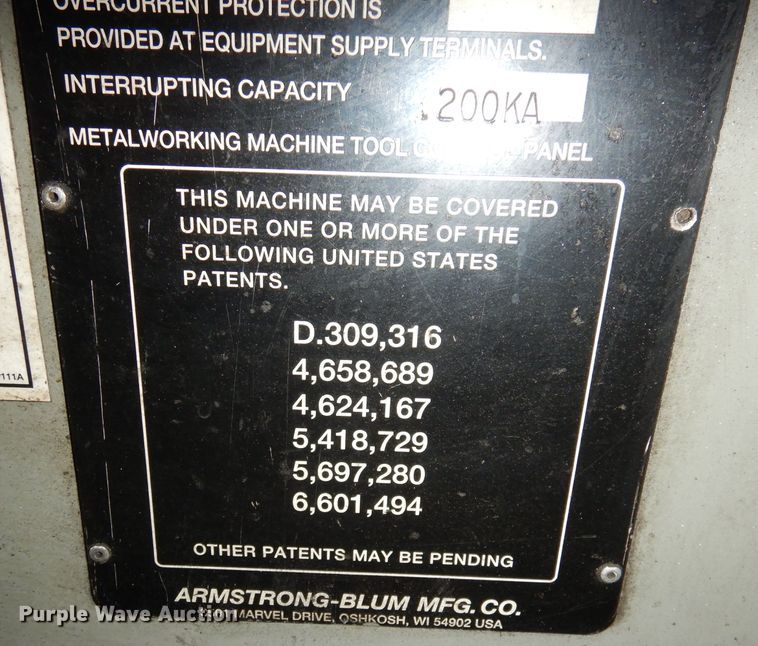 OVERCURRENT PROTECTION IS
PROVIDED AT EQUIPMENT SUPPLY TERMINALS.
INTERRUPTING CAPACITY 200KA
METALWORKING MACHINE TOOL CONTROL PANEL
THIS MACHINE MAY BE COVERED
UNDER ONE OR MORE OF THE
FOLLOWING UNITED STATES
PATENTS.
D.309,316
4,658,689
4,624,167
5,418,729
5,697,280
6,601,494
OTHER PATENTS MAY BE PENDING
ARMSTRONG-BLUM MFG. CO.
MARVEL DRIVE, OSHKOSH, WI 54902 USA
111A
Purple Wave Auction